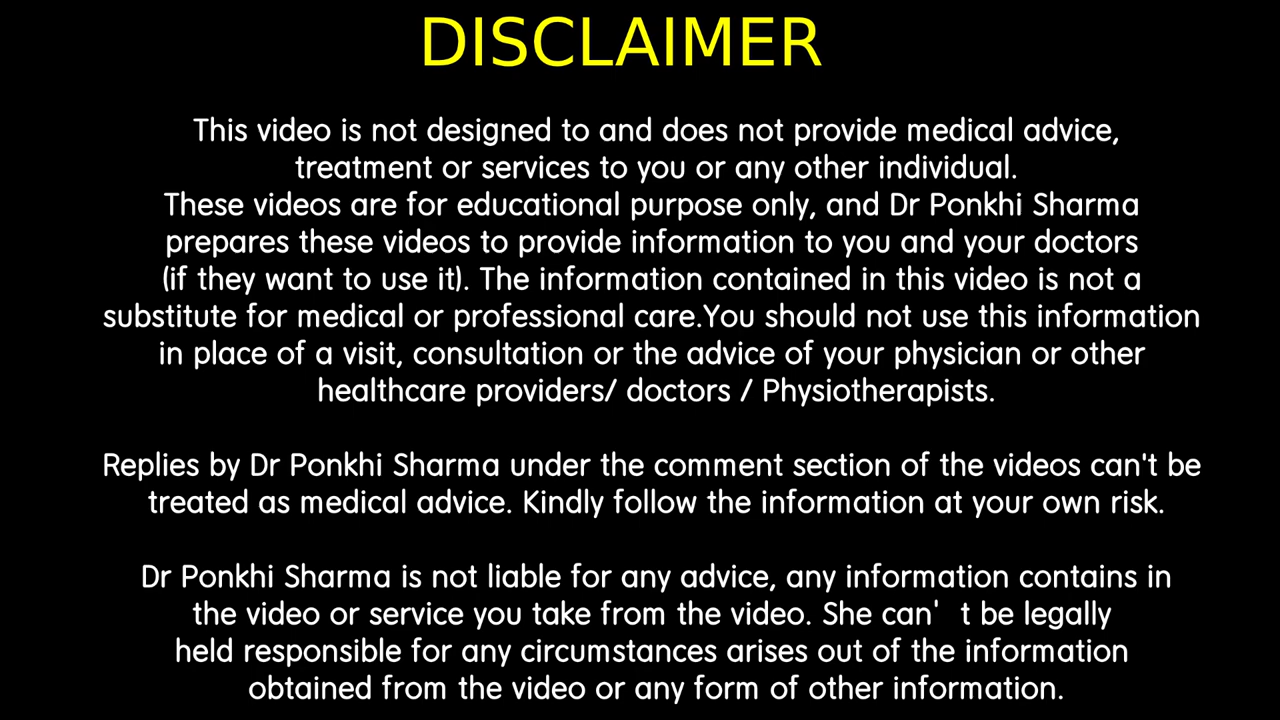 DISCLAIMER
This video is not designed to and does not provide medical advice,
treatment or services to you or any other individual.
These videos are for educational purpose only, and Dr Ponkhi Sharma
prepares these videos to provide information to you and your doctors
(if they want to use it). The information contained in this video is not a
substitute for medical or professional care.You should not use this information
in place of a visit, consultation or the advice of your physician or other
healthcare providers/ doctors / Physiotherapists.
Replies by Dr Ponkhi Sharma under the comment section of the videos can't be
treated as medical advice. Kindly follow the information at your own risk.
Dr Ponkhi Sharma is not liable for any advice, any information contains in
the video or service you take from the video. She can' t be legally
held responsible for any circumstances arises out of the information
obtained from the video or any form of other information.